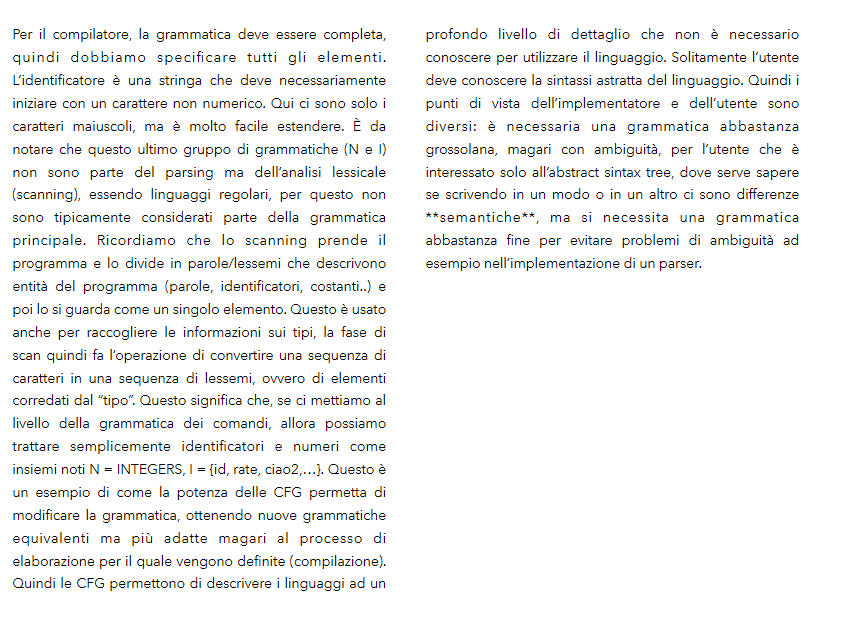 Per il compilatore, la grammatica deve essere completa,
quindi dobbiamo specificare tutti gli elementi.
L’identificatore è una stringa che deve necessariamente
iniziare con un carattere non numerico. Qui ci sono solo i
caratteri maiuscoli, ma è molto facile estendere. È da
notare che questo ultimo gruppo di grammatiche (N e I)
non sono parte del parsing ma dell’analisi lessicale
(scanning), essendo linguaggi regolari, per questo non
sono tipicamente considerati parte della grammatica
principale. Ricordiamo che lo scanning prende il
programma e lo divide in parole/lessemi che descrivono
entità del programma (parole, identificatori, costanti..) e
poi lo si guarda come un singolo elemento. Questo è usato
anche per raccogliere le informazioni sui tipi, la fase di
scan quindi fa l’operazione di convertire una sequenza di
caratteri in una sequenza di lessemi, ovvero di elementi
corredati dal “tipo”. Questo significa che, se ci mettiamo al
livello della grammatica dei comandi, allora possiamo
trattare semplicemente identificatori e numeri come
insiemi noti N = INTEGERS, I = {id, rate, ciao2,…}. Questo è
un esempio di come la potenza delle CFG permetta di
modificare la grammatica, ottenendo nuove grammatiche
equivalenti ma più adatte magari al processo di
elaborazione per il quale vengono definite (compilazione).
Quindi le CFG permettono di descrivere i linguaggi ad un
profondo livello di dettaglio che non è necessario
conoscere per utilizzare il linguaggio. Solitamente l’utente
deve conoscere la sintassi astratta del linguaggio. Quindi i
punti di vista dell’implementatore e dell’utente sono
diversi: è necessaria una grammatica abbastanza
grossolana, magari con ambiguità, per l’utente che è
interessato solo all’abstract sintax tree, dove serve sapere
se scrivendo in un modo o in un altro ci sono differenze
**semantiche**, ma si necessita una grammatica
abbastanza fine per evitare problemi di ambiguità ad
esempio nell’implementazione di un parser.